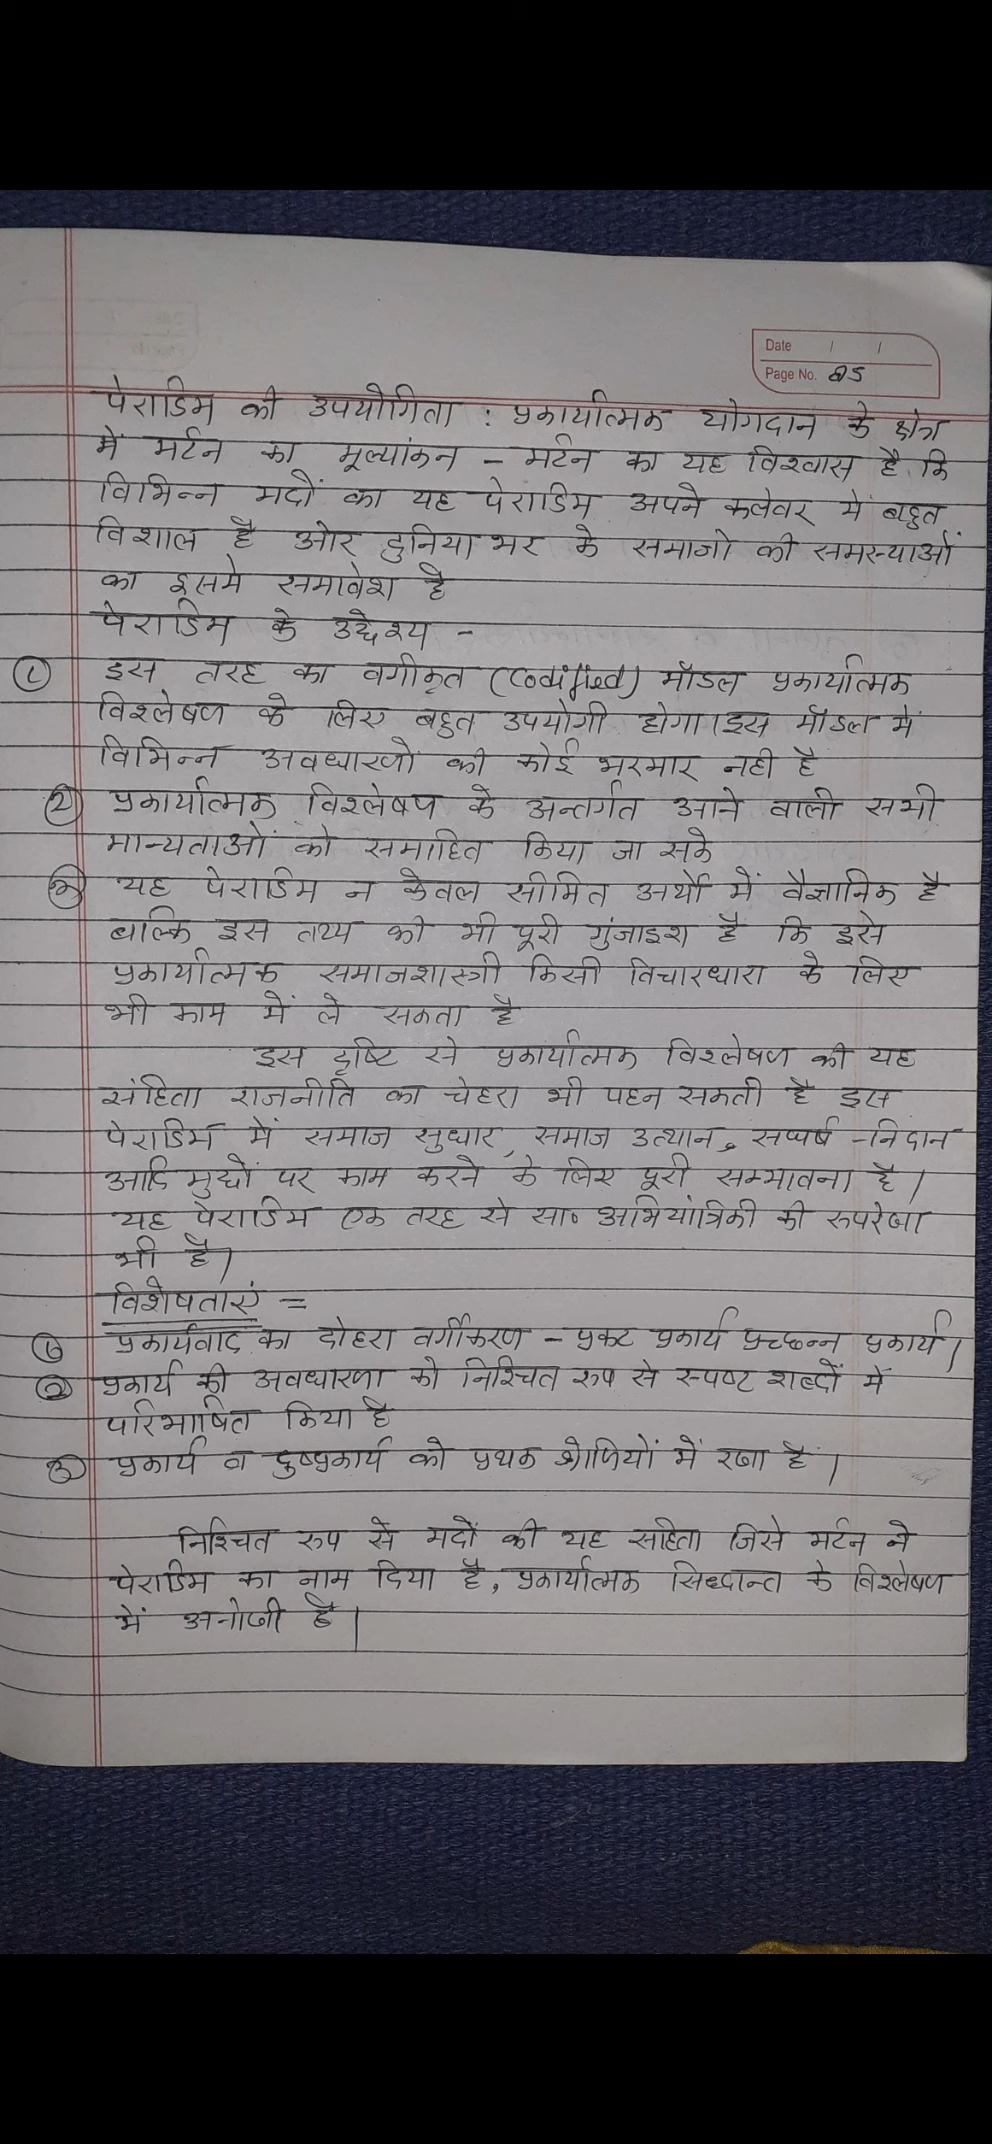 Date / /
Page No. 25
पेराडिम की उपयोगिता : प्रकार्यात्मक योगदान के क्षेत्र
में मर्टन का मूल्यांकन - मर्टन का यह विश्वास है कि
विभिन्न मदों का यह पेराडिम अपने कलेवर में बहुत
विशाल है ओर दुनिया भर के समाजो की समस्याओं
का इसमे समावेश है
पेराडिम के उद्देश्य -
① इस तरह का वर्गीकृत (Codified) मॉडल प्रकार्यात्मक
विश्लेषण के लिए बहुत उपयोगी होगा। इस मॉडल में
विभिन्न अवधारणों की कोई भरमार नही है
② प्रकार्यात्मक विश्लेषण के अन्तर्गत आने वाली सभी
मान्यताओं को समाहित किया जा सके
③ यह पेराडिम न केवल सीमित अर्थो में वैज्ञानिक है
बल्कि इस तथ्य की भी पूरी गुंजाइश है कि इसे
प्रकार्यात्मक समाजशास्त्री किसी विचारधारा के लिए
भी काम में ले सकता है
इस दृष्टि से प्रकार्यात्मक विश्लेषण की यह
संहिता राजनीति का चेहरा भी पहन सकती है इस
पेराडिम में समाज सुधार, समाज उत्थान, संघर्ष -निदान
आदि मुद्दों पर काम करने के लिए पूरी सम्भावना है।
यह पेराडिम एक तरह से सा० अभियांत्रिकी की रुपरेखा
भी है।
विशेषताएं =
① प्रकार्यवाद का दोहरा वर्गीकरण - प्रकट प्रकार्य प्रच्छन्न प्रकार्य।
② प्रकार्य की अवधारणा को निश्चित रुप से स्पष्ट शब्दों में
परिभाषित किया है
③ प्रकार्य व दुष्प्रकार्य को प्रथक श्रेणियों में रखा है।
निश्चित रुप से मदों की यह संहिता जिसे मर्टन ने
पेराडिम का नाम दिया है, प्रकार्यात्मक सिध्दान्त के विश्लेषण
में अनोखी है।